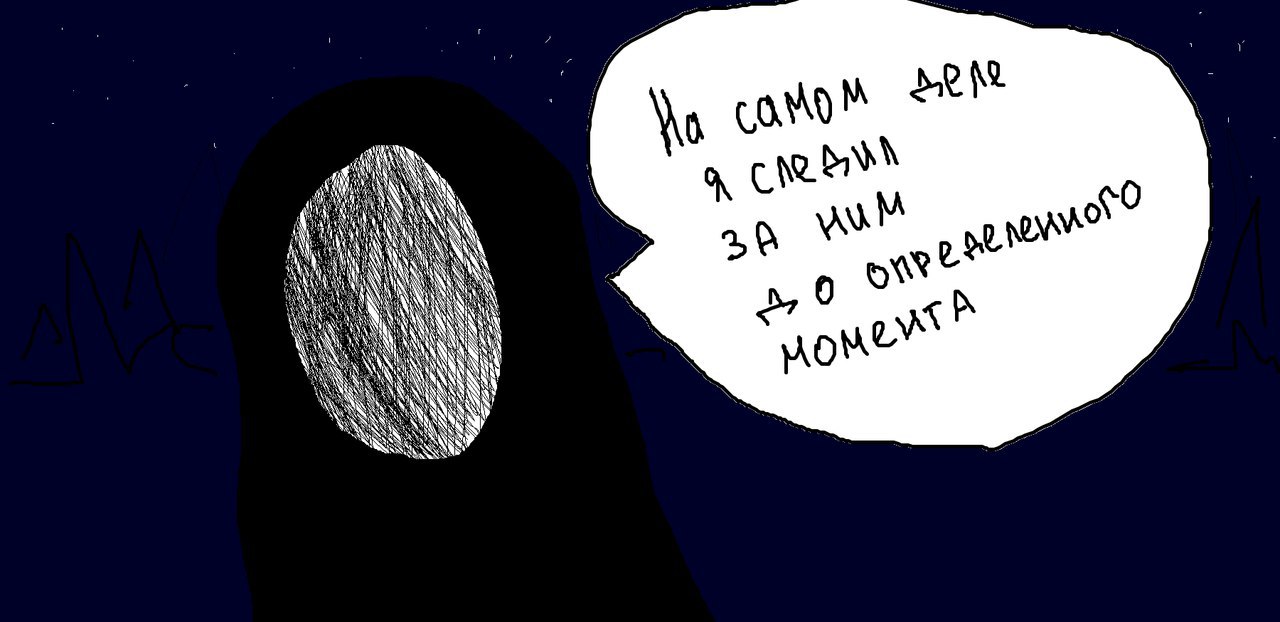 На самом деле
я следил
за ним
до определенного
момента